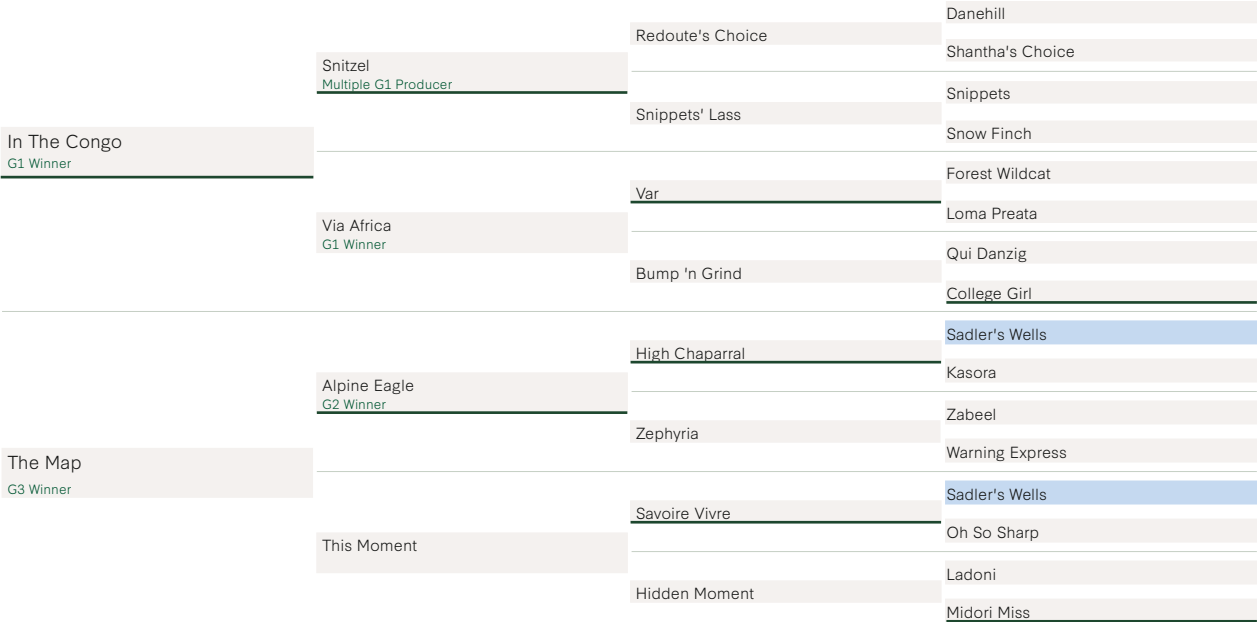 In The Congo
G1 Winner
The Map
G3 Winner
Snitzel
Multiple G1 Producer
Via Africa
G1 Winner
Alpine Eagle
G2 Winner
This Moment
Redoute's Choice
Snippets' Lass
Var
Bump 'n Grind
High Chaparral
Zephyria
Savoire Vivre
Hidden Moment
Danehill
Shantha's Choice
Snippets
Snow Finch
Forest Wildcat
Loma Preata
Qui Danzig
College Girl
Sadler's Wells
Kasora
Zabeel
Warning Express
Sadler's Wells
Oh So Sharp
Ladoni
Midori Miss